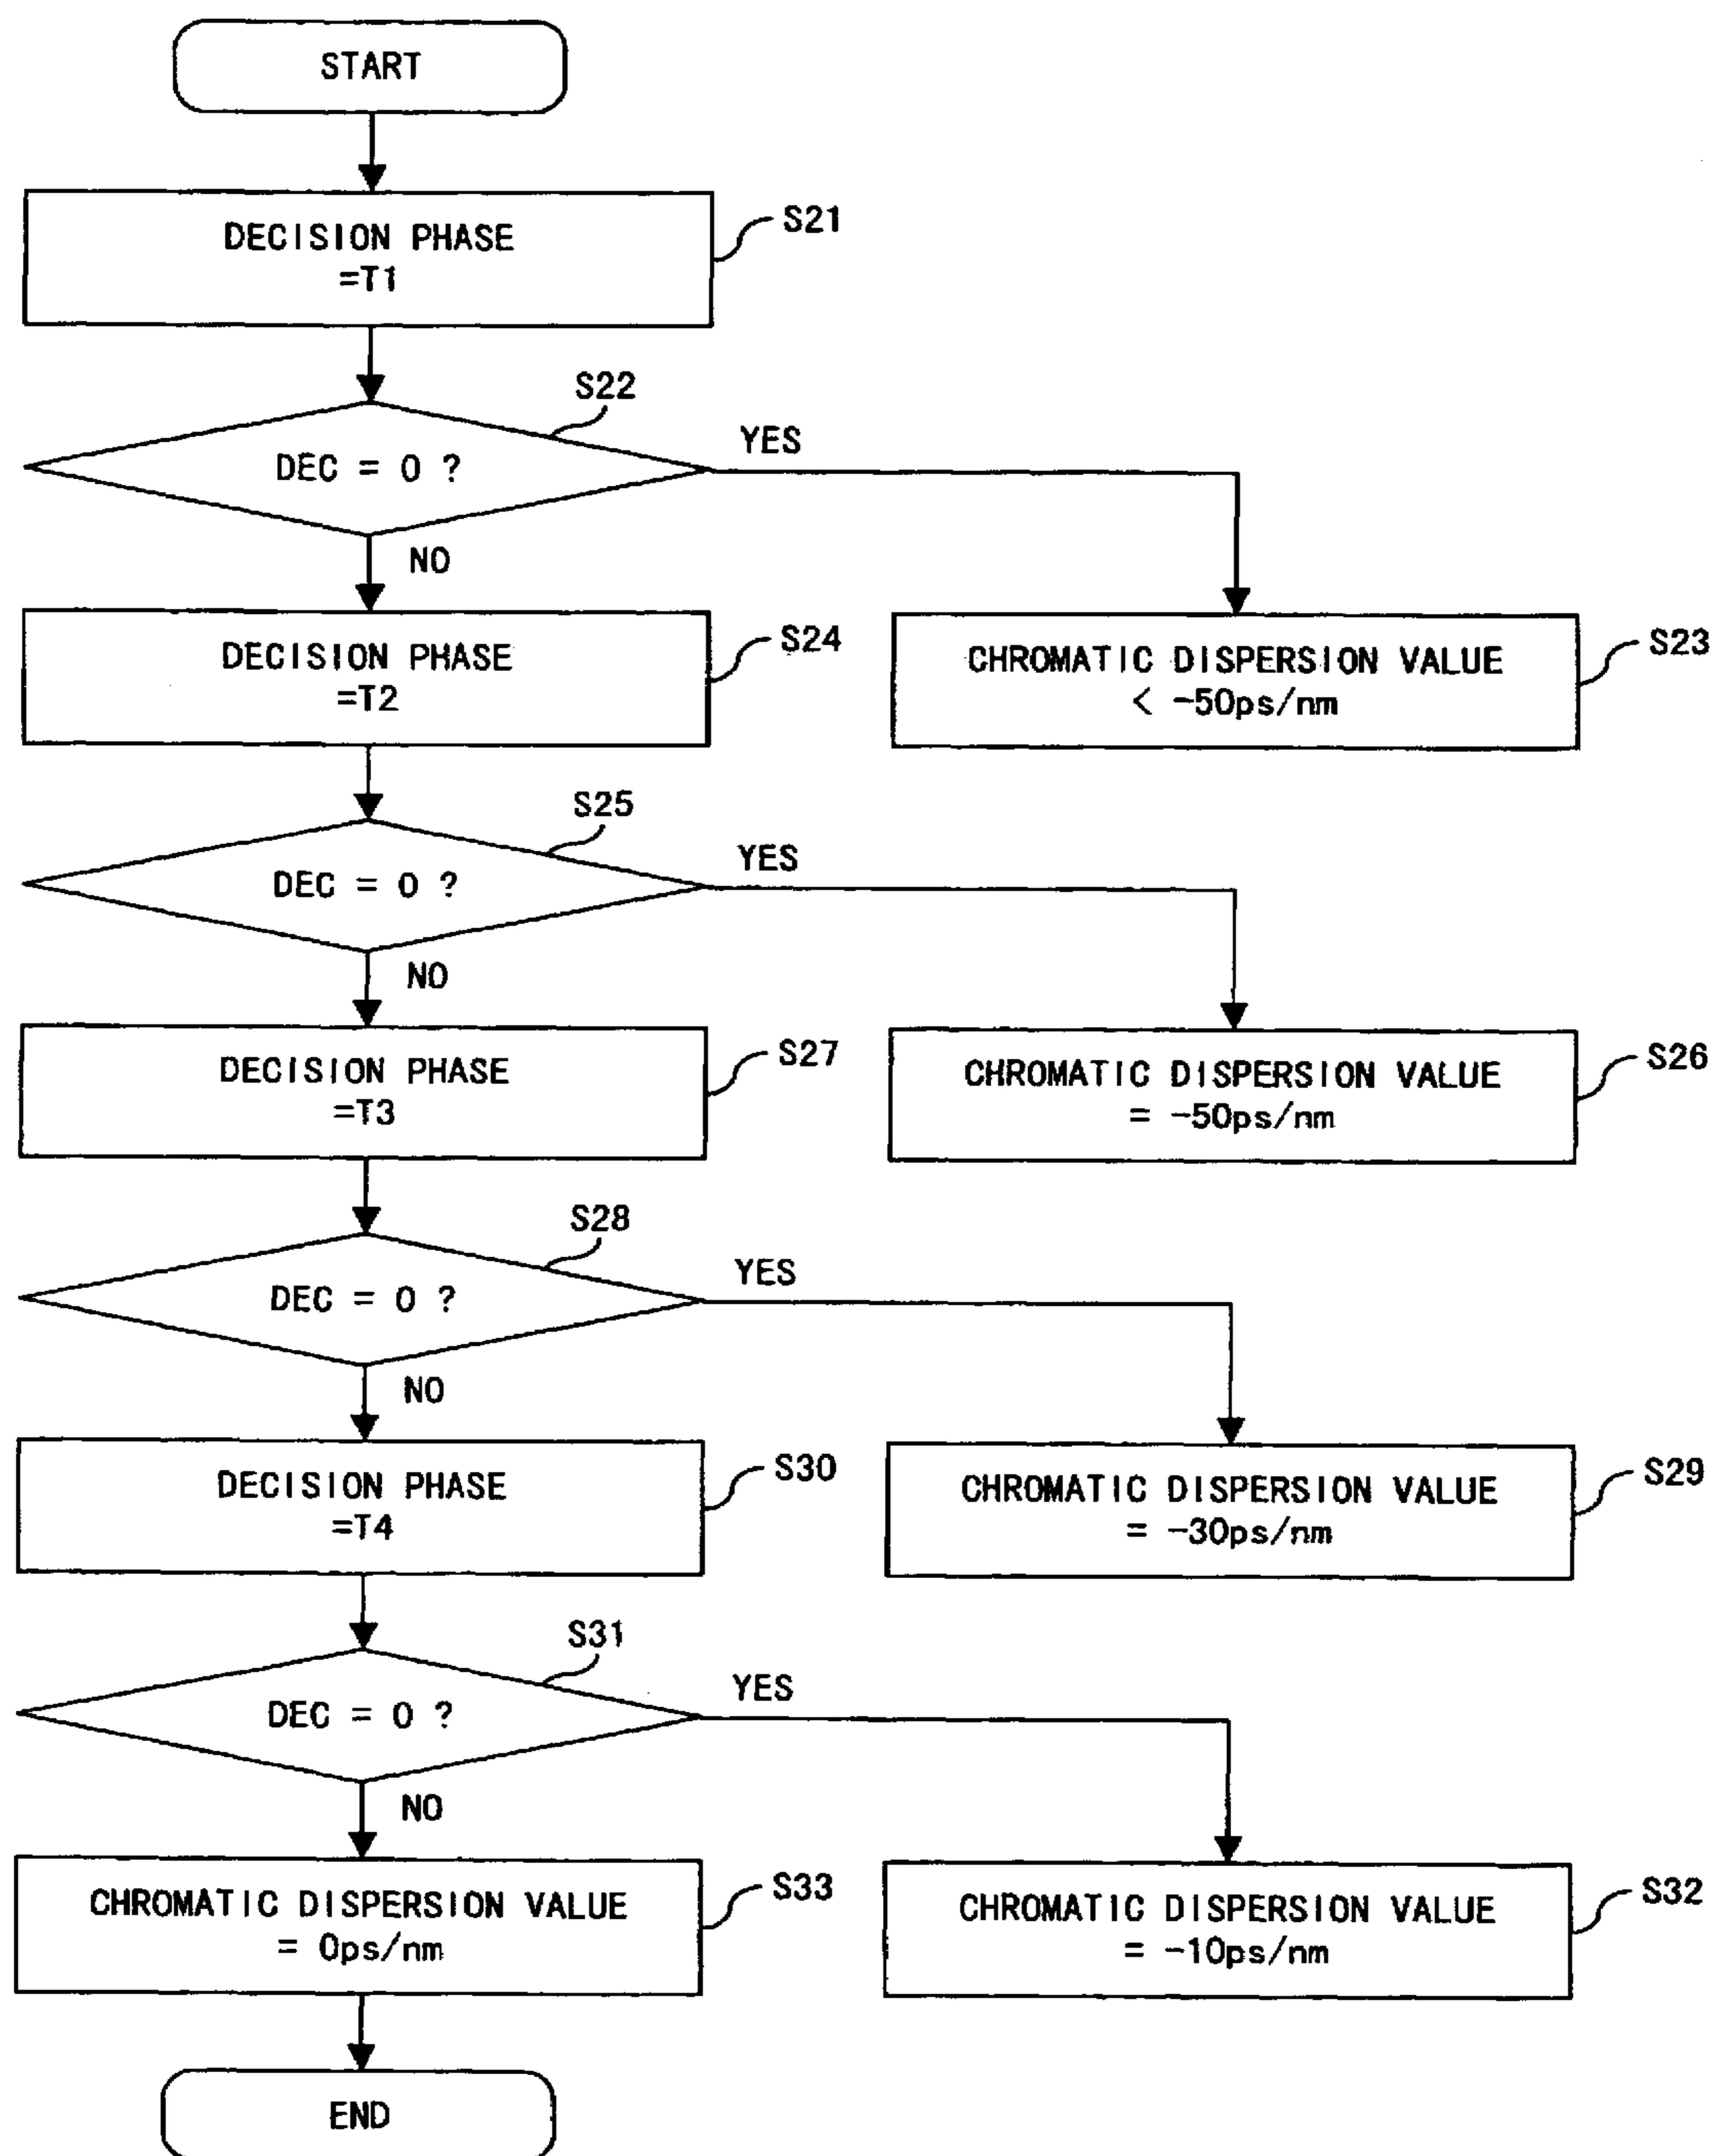 START
DECISION PHASE
=T1
S21
S22
DEC = 0 ?
YES
NO
DECISION PHASE
=T2
S24
CHROMATIC DISPERSION VALUE
< -50ps/nm
S23
S25
DEC = 0 ?
YES
NO
DECISION PHASE
=T3
S27
CHROMATIC DISPERSION VALUE
= -50ps/nm
S26
S28
DEC = 0 ?
YES
NO
DECISION PHASE
=T4
S30
CHROMATIC DISPERSION VALUE
= -30ps/nm
S29
S31
DEC = 0 ?
YES
NO
CHROMATIC DISPERSION VALUE
= 0ps/nm
S33
CHROMATIC DISPERSION VALUE
= -10ps/nm
S32
END